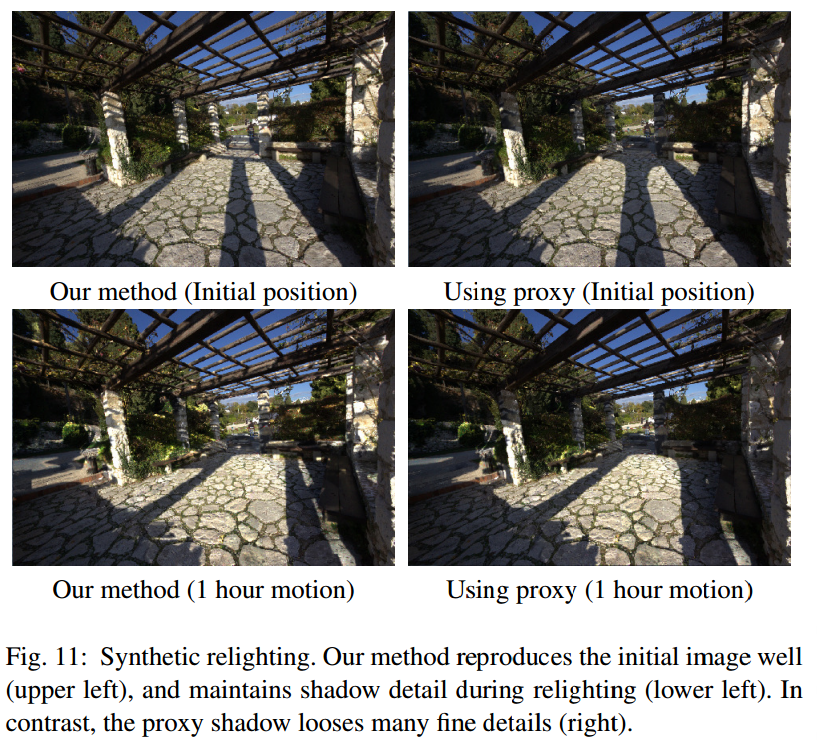 Our method (Initial position)
Using proxy (Initial position)
Our method (1 hour motion)
Using proxy (1 hour motion)
Fig. 11: Synthetic relighting. Our method reproduces the initial image well
(upper left), and maintains shadow detail during relighting (lower left). In
contrast, the proxy shadow looses many fine details (right).